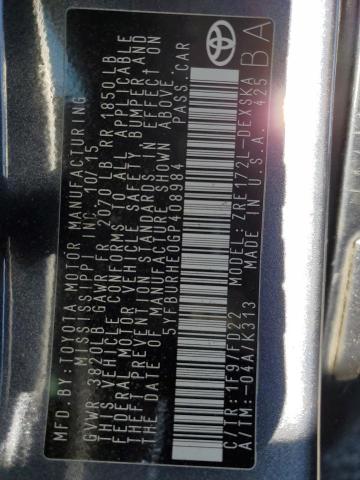 MFD. BY: TOYOTA MOTOR MANUFACTURING
MISSISSIPPI INC. 10/15
GVWR 3820LB GAWR FR 2070 LB RR 1850LB
THIS VEHICLE CONFORMS TO ALL APPLICABLE
FEDERAL MOTOR VEHICLE SAFETY, BUMPER, AND
THEFT PREVENTION STANDARDS IN EFFECT ON
THE DATE OF MANUFACTURE SHOWN ABOVE.
5YFBURHE0GP408984 PASS. CAR
C/TR: 1F9/FD22 ZRE172L-DEXSKA
A/TM: -04A/K313 MADE IN U.S.A. 425
BA
TOYOTA